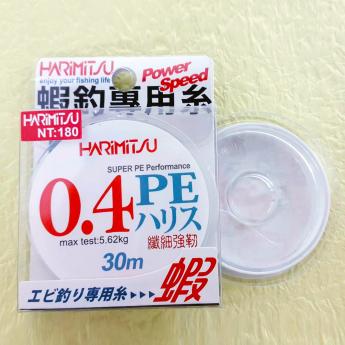 HARiMiTSU
enjoy your fishing life
Power Speed
蝦釣專用糸
HARiMiTSU
NT:180
HARiMiTSU
SUPER PE Performance
0.4 PE
ハリス
max test:5.62kg
纖細強韌
30m
エビ釣り專用糸▶▶▶
蝦